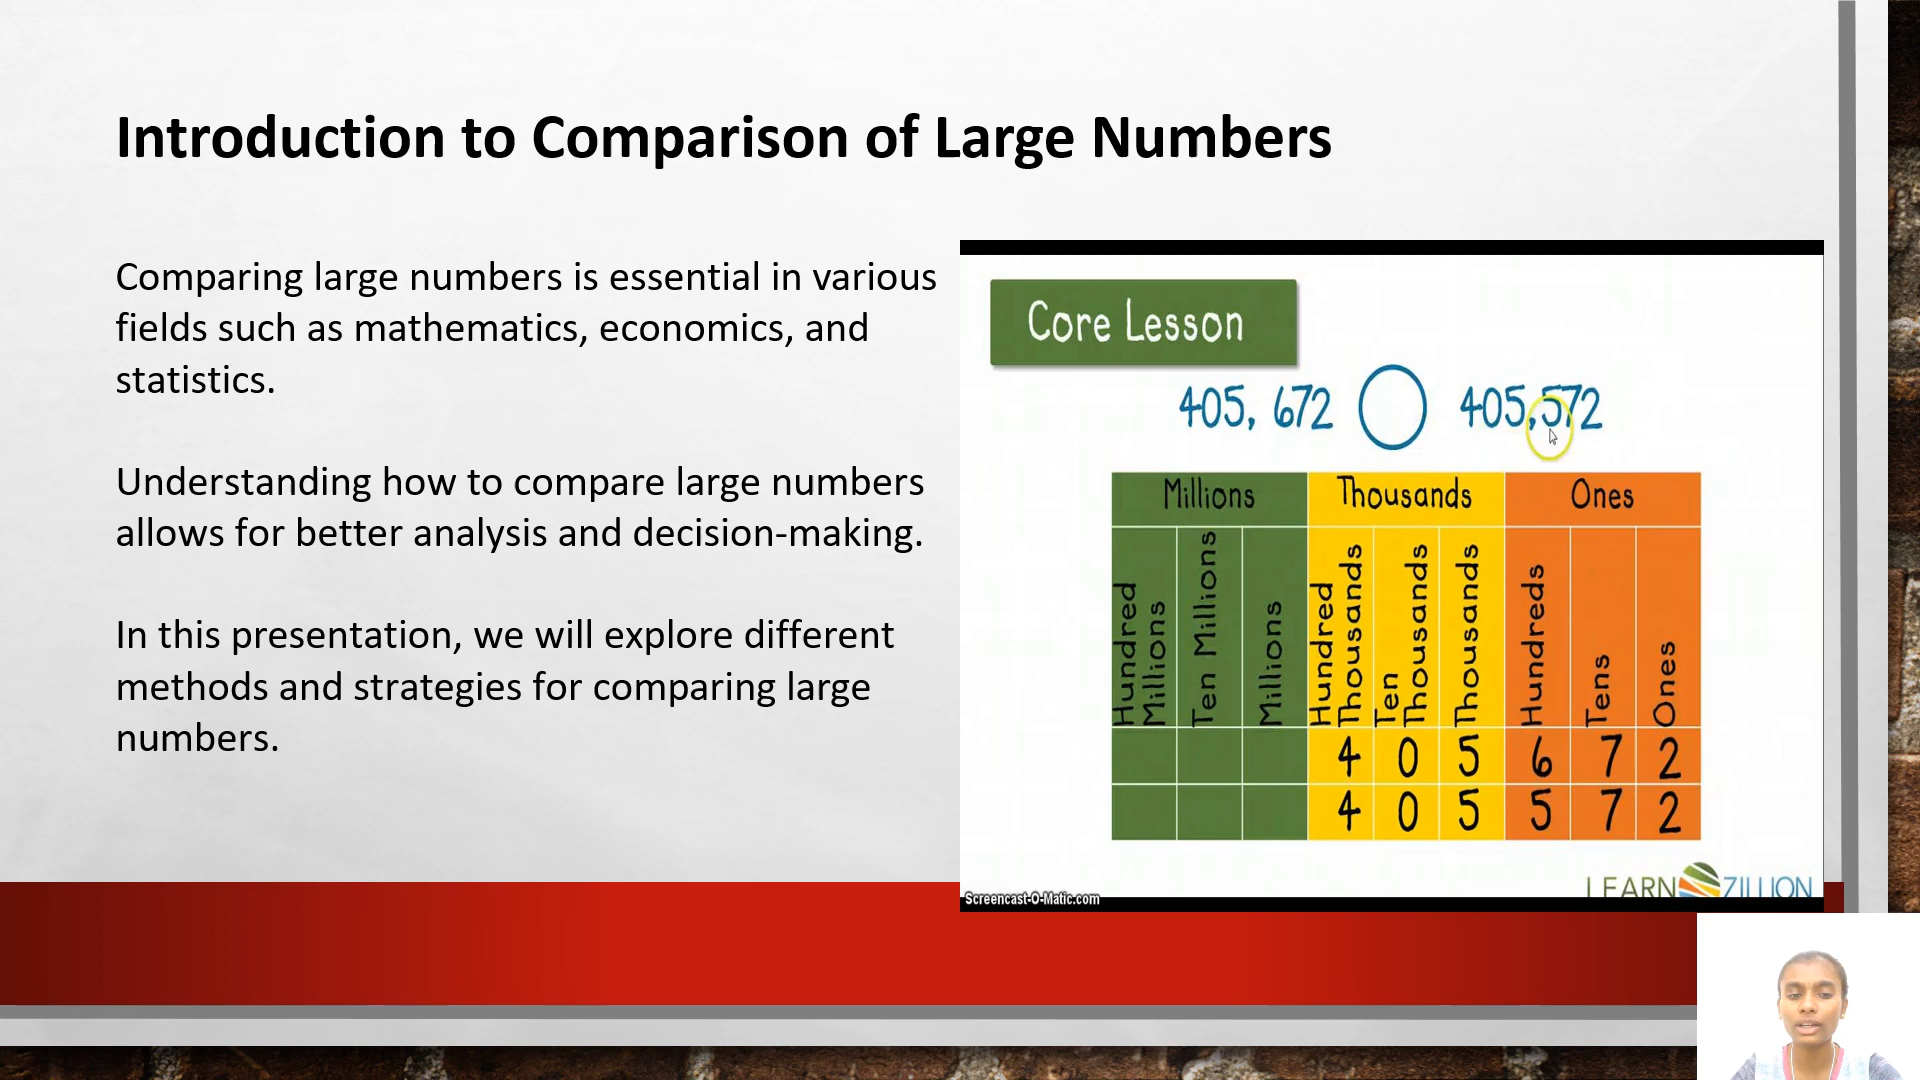 Introduction to Comparison of Large Numbers
Comparing large numbers is essential in various
fields such as mathematics, economics, and
statistics.
Understanding how to compare large numbers
allows for better analysis and decision-making.
In this presentation, we will explore different
methods and strategies for comparing large
numbers.
Core Lesson
405, 672 405,572
Millions Thousands Ones
Hundred Millions Ten Millions Millions Hundred Thousands Ten Thousands Thousands Hundreds Tens Ones
4 0 5 6 7 2
4 0 5 5 7 2
LEARN ZILLION
Screencast-O-Matic.com